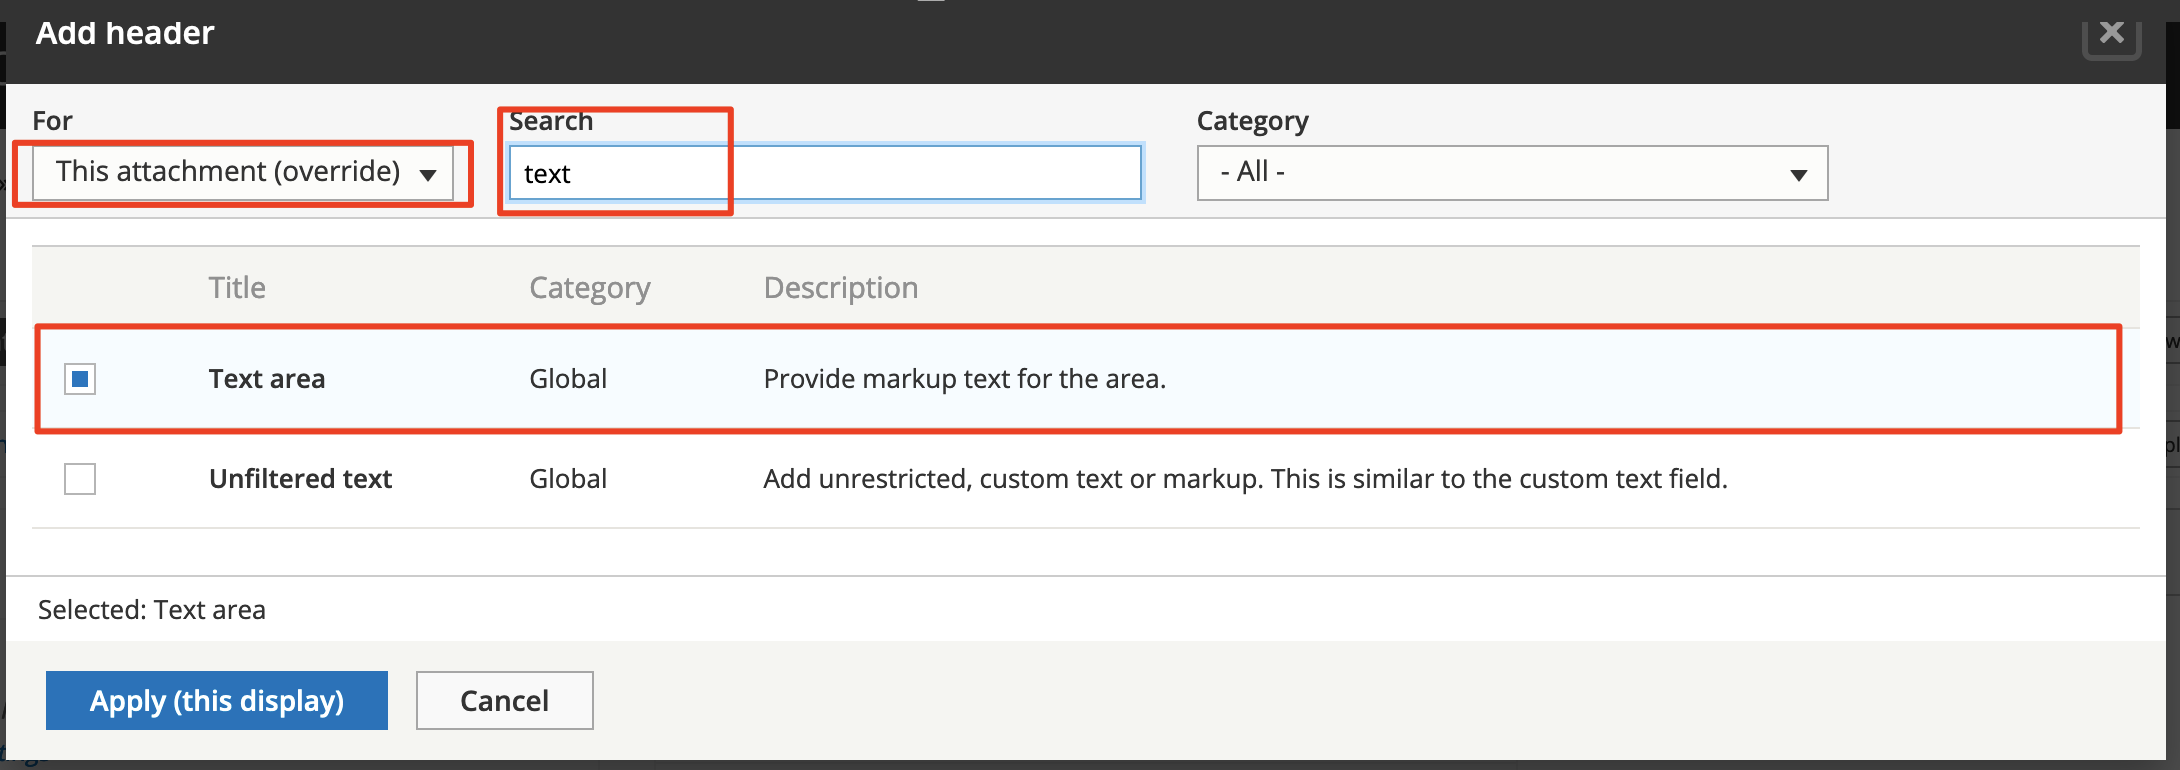 Add header
For
Search
Category
This attachment (override)
text
- All -
Title Category Description
Text area Global Provide markup text for the area.
Unfiltered text Global Add unrestricted, custom text or markup. This is similar to the custom text field.
Selected: Text area
Apply (this display)
Cancel